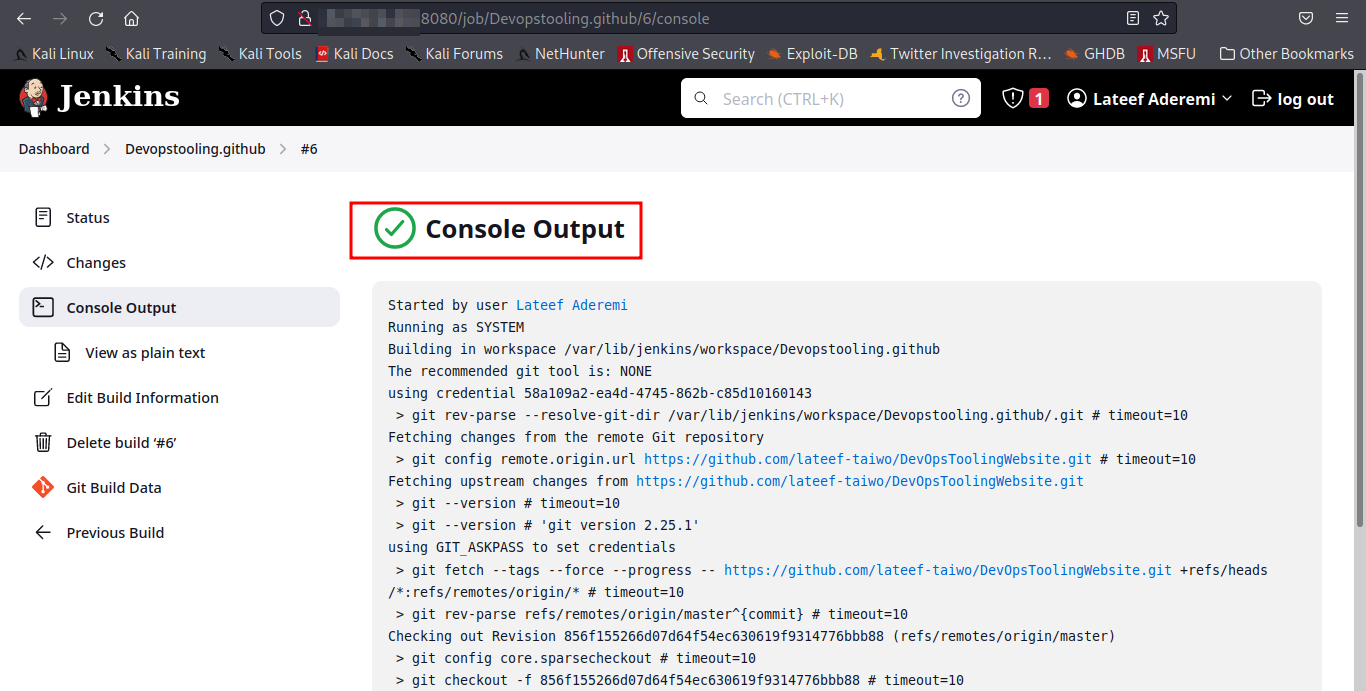 8080/job/Devopstooling.github/6/console
Kali Linux Kali Training Kali Tools Kali Docs Kali Forums NetHunter Offensive Security Exploit-DB Twitter Investigation R... GHDB MSFU Other Bookmarks
Jenkins Search (CTRL+K) 1 Lateef Aderemi log out
Dashboard Devopstooling.github #6
Status
Changes
Console Output
View as plain text
Edit Build Information
Delete build ‘#6’
Git Build Data
Previous Build
Console Output
Started by user Lateef Aderemi
Running as SYSTEM
Building in workspace /var/lib/jenkins/workspace/Devopstooling.github
The recommended git tool is: NONE
using credential 58a109a2-ea4d-4745-862b-c85d10160143
> git rev-parse --resolve-git-dir /var/lib/jenkins/workspace/Devopstooling.github/.git # timeout=10
Fetching changes from the remote Git repository
> git config remote.origin.url https://github.com/lateef-taiwo/DevOpsToolingWebsite.git # timeout=10
Fetching upstream changes from https://github.com/lateef-taiwo/DevOpsToolingWebsite.git
> git --version # timeout=10
> git --version # 'git version 2.25.1'
using GIT_ASKPASS to set credentials
> git fetch --tags --force --progress -- https://github.com/lateef-taiwo/DevOpsToolingWebsite.git +refs/heads
/*:refs/remotes/origin/* # timeout=10
> git rev-parse refs/remotes/origin/master^{commit} # timeout=10
Checking out Revision 856f155266d07d64f54ec630619f9314776bbb88 (refs/remotes/origin/master)
> git config core.sparsecheckout # timeout=10
> git checkout -f 856f155266d07d64f54ec630619f9314776bbb88 # timeout=10